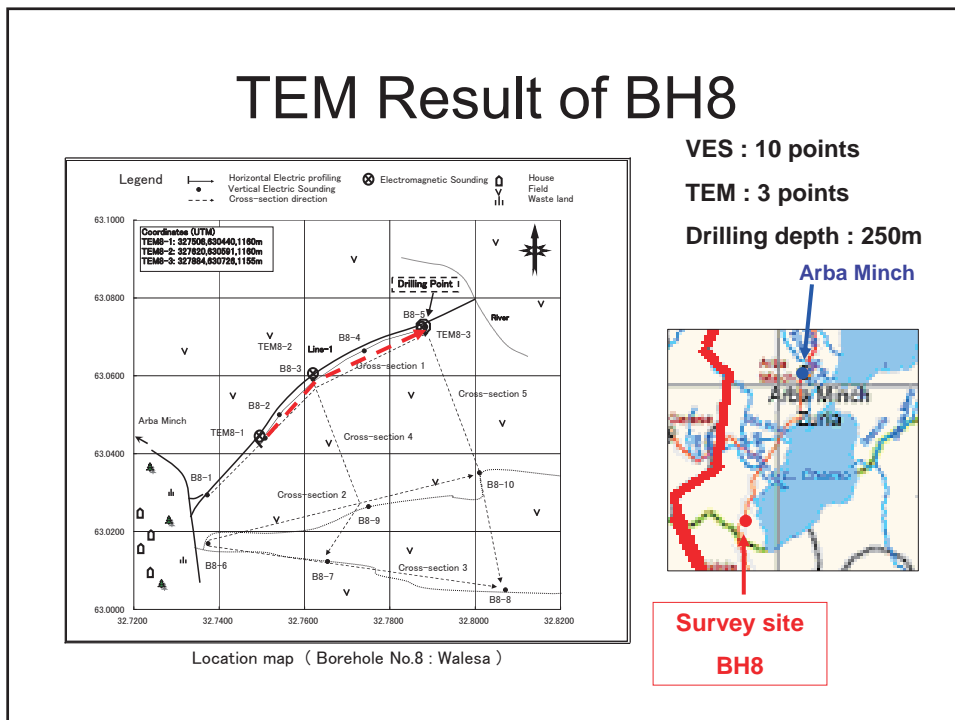 TEM Result of BH8
VES : 10 points
TEM : 3 points
Drilling depth : 250m
Arba Minch
Legend
Horizontal Electric profiling
Vertical Electric Sounding
Cross-section direction
Electromagnetic Sounding
House
Field
Waste land
63.1000
63.0800
63.0600
63.0400
63.0200
63.0000
32.7200
32.7400
32.7600
32.7800
32.8000
32.8200
Coordinates (UTM)
TEM8-1: 327508,630440,1160m
TEM8-2: 327620,630591,1160m
TEM8-3: 327884,630726,1155m
Drilling Point
River
B8-5
TEM8-3
B8-4
Line-1
TEM8-2
B8-3
Cross-section 1
Cross-section 5
B8-2
TEM8-1
Arba Minch
Cross-section 4
B8-1
B8-10
Cross-section 2
B8-9
B8-6
B8-7
Cross-section 3
B8-8
Location map ( Borehole No.8 : Walesa )
Arba
Arba Minch
Zuria
Chamo
Survey site
BH8